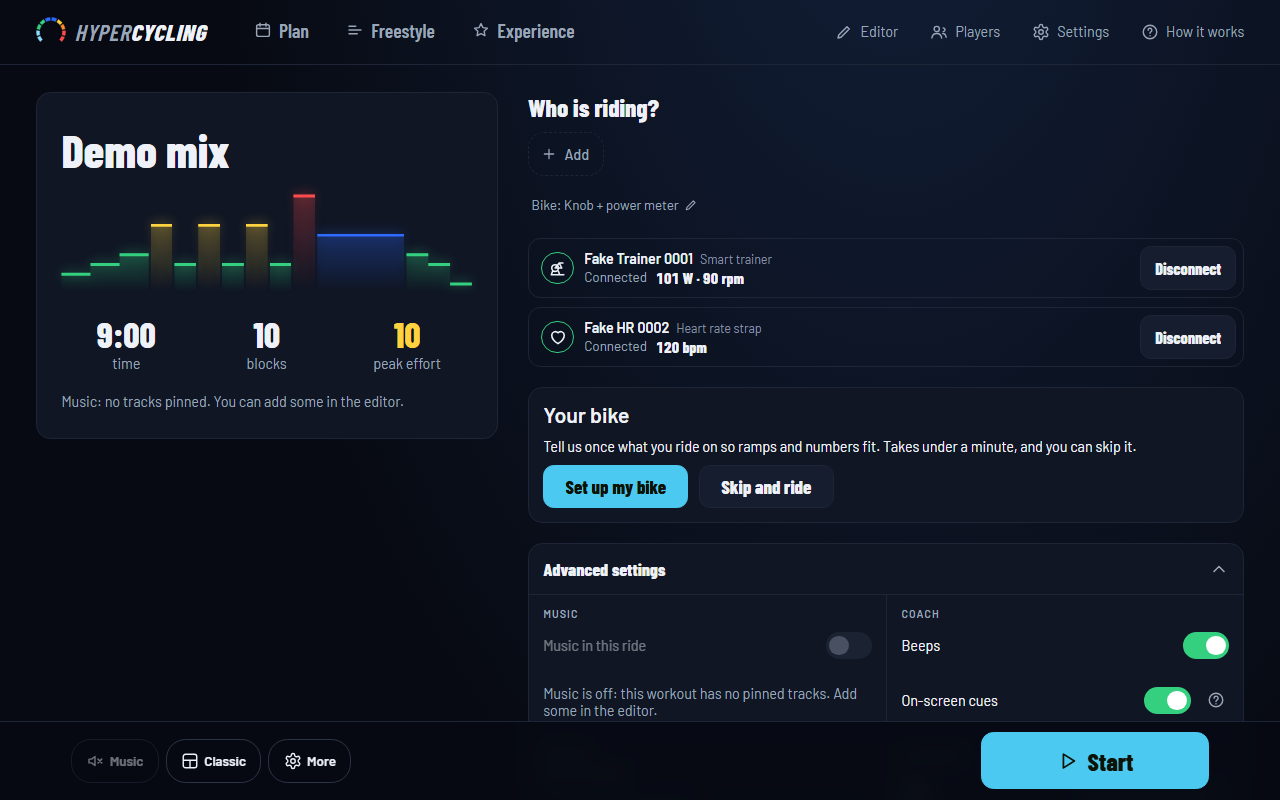 HYPERCYCLING
Plan
Freestyle
Experience
Editor
Players
Settings
How it works
Demo mix
9:00
time
10
blocks
10
peak effort
Music: no tracks pinned. You can add some in the editor.
Who is riding?
Add
Bike: Knob + power meter
Fake Trainer 0001 Smart trainer
Connected 101 W · 90 rpm
Disconnect
Fake HR 0002 Heart rate strap
Connected 120 bpm
Disconnect
Your bike
Tell us once what you ride on so ramps and numbers fit. Takes under a minute, and you can skip it.
Set up my bike
Skip and ride
Advanced settings
MUSIC
Music in this ride
Music is off: this workout has no pinned tracks. Add
some in the editor.
COACH
Beeps
On-screen cues
Music
Classic
More
Start